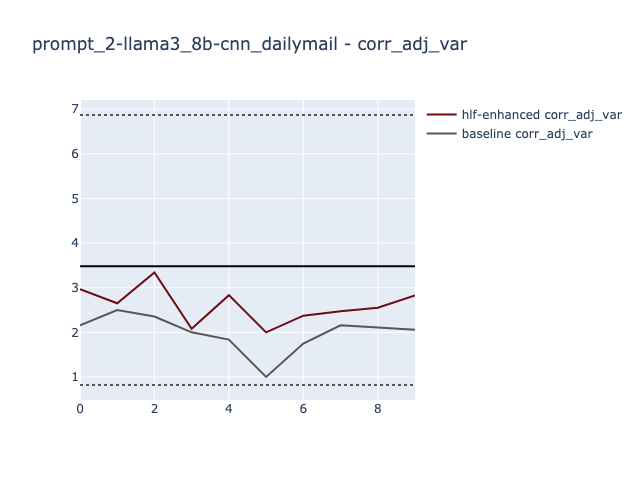 prompt_2-llama3_8b-cnn_dailymail - corr_adj_var
7
6
5
4
3
2
1
0 2 4 6 8
hlf-enhanced corr_adj_var
baseline corr_adj_var